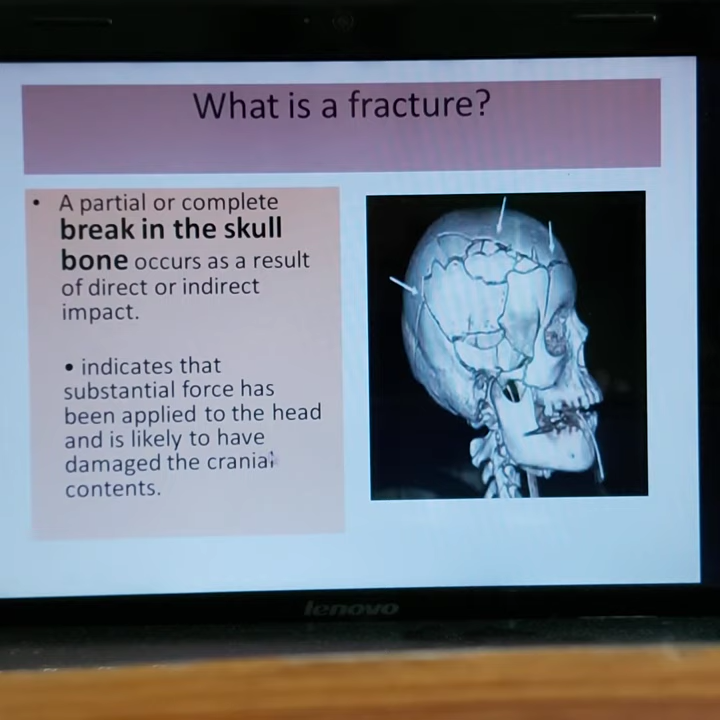 What is a fracture?
• A partial or complete
break in the skull
bone occurs as a result
of direct or indirect
impact.
• indicates that
substantial force has
been applied to the head
and is likely to have
damaged the cranial
contents.
lenovo